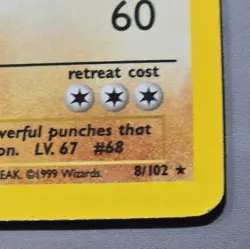 60
retreat cost
werful punches that
on. LV. 67 #68
EAK. ©1999 Wizards. 8/102 ★